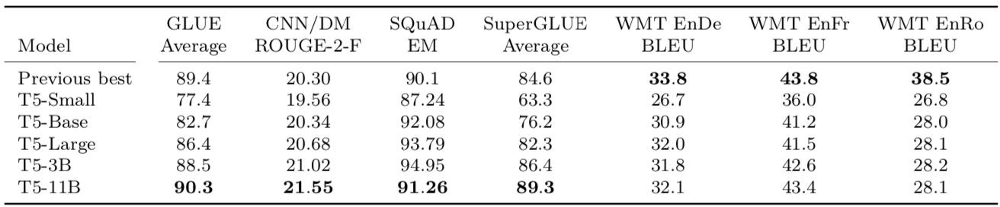 GLUE CNN/DM SQuAD SuperGLUE WMT EnDe WMT EnFr WMT EnRo
Model Average ROUGE-2-F EM Average BLEU BLEU BLEU
Previous best 89.4 20.30 90.1 84.6 33.8 43.8 38.5
T5-Small 77.4 19.56 87.24 63.3 26.7 36.0 26.8
T5-Base 82.7 20.34 92.08 76.2 30.9 41.2 28.0
T5-Large 86.4 20.68 93.79 82.3 32.0 41.5 28.1
T5-3B 88.5 21.02 94.95 86.4 31.8 42.6 28.2
T5-11B 90.3 21.55 91.26 89.3 32.1 43.4 28.1